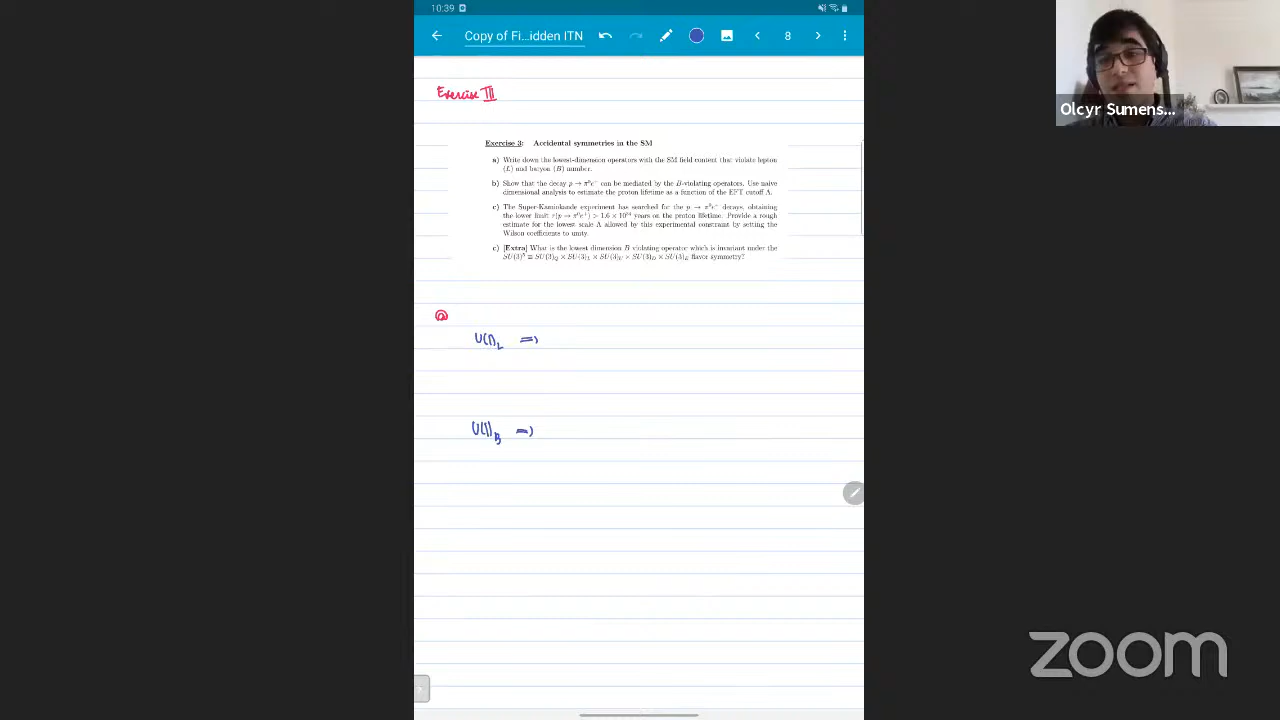 10:39
Copy of Fi...idden ITN
8
Exercise III
Exercise 3: Accidental symmetries in the SM
a) Write down the lowest-dimension operators with the SM field content that violate lepton
(L) and baryon (B) number.
b) Show that the decay p → π⁰e⁺ can be mediated by the B-violating operators. Use naive
dimensional analysis to estimate the proton lifetime as a function of the EFT cutoff Λ.
c) The Super-Kamiokande experiment has searched for the p → π⁰e⁺ decays, obtaining
the lower limit τ(p → π⁰e⁺) > 1.6 × 10³⁴ years on the proton lifetime. Provide a rough
estimate for the lowest scale Λ allowed by this experimental constraint by setting the
Wilson coefficients to unity.
c) [Extra] What is the lowest dimension B violating operator which is invariant under the
SU(3)⁵ ≡ SU(3)_Q × SU(3)_L × SU(3)_U × SU(3)_D × SU(3)_E flavor symmetry?
a
U(1)_L ⇒
U(1)_B ⇒
Olcyr Sumens...
zoom